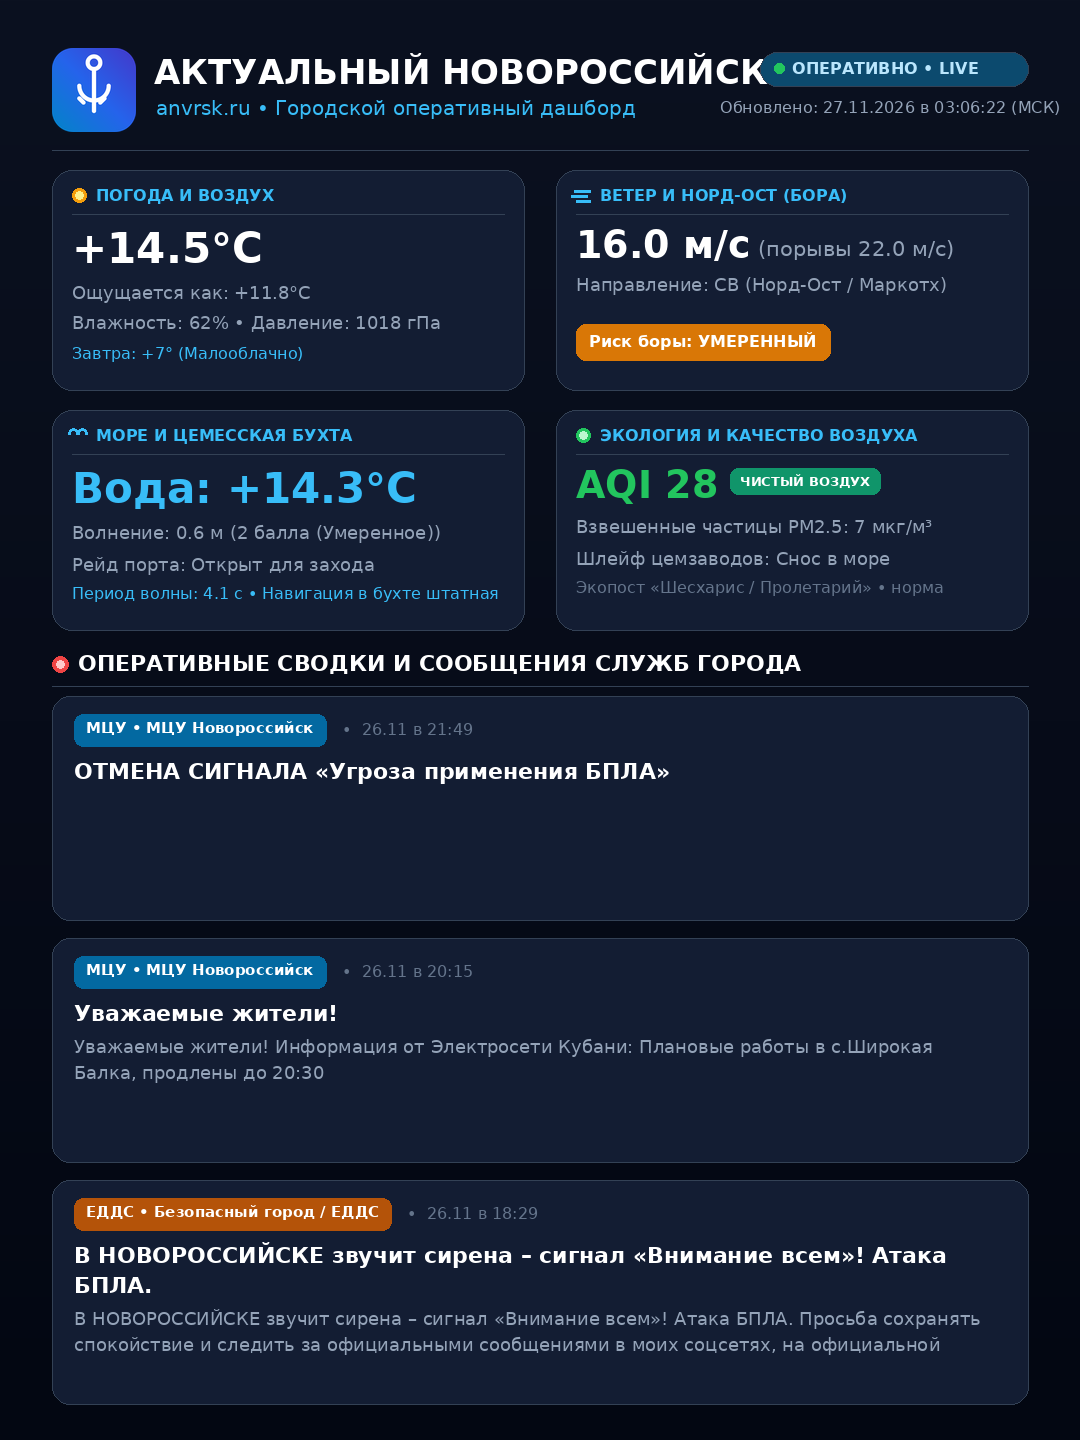 АКТУАЛЬНЫЙ НОВОРОССИЙСК
ОПЕРАТИВНО • LIVE
anvrsk.ru • Городской оперативный дашборд
Обновлено: 27.11.2026 в 03:06:22 (МСК)
ПОГОДА И ВОЗДУХ
+14.5°C
Ощущается как: +11.8°C
Влажность: 62% • Давление: 1018 гПа
Завтра: +7° (Малооблачно)
ВЕТЕР И НОРД-ОСТ (БОРА)
16.0 м/с (порывы 22.0 м/с)
Направление: СВ (Норд-Ост / Маркотх)
Риск боры: УМЕРЕННЫЙ
МОРЕ И ЦЕМЕССКАЯ БУХТА
Вода: +14.3°C
Волнение: 0.6 м (2 балла (Умеренное))
Рейд порта: Открыт для захода
Период волны: 4.1 с • Навигация в бухте штатная
ЭКОЛОГИЯ И КАЧЕСТВО ВОЗДУХА
AQI 28 ЧИСТЫЙ ВОЗДУХ
Взвешенные частицы PM2.5: 7 мкг/м³
Шлейф цемзаводов: Снос в море
Экопост «Шесхарис / Пролетарий» • норма
ОПЕРАТИВНЫЕ СВОДКИ И СООБЩЕНИЯ СЛУЖБ ГОРОДА
МЦУ • МЦУ Новороссийск • 26.11 в 21:49
ОТМЕНА СИГНАЛА «Угроза применения БПЛА»
МЦУ • МЦУ Новороссийск • 26.11 в 20:15
Уважаемые жители!
Уважаемые жители! Информация от Электросети Кубани: Плановые работы в с.Широкая
Балка, продлены до 20:30
ЕДДС • Безопасный город / ЕДДС • 26.11 в 18:29
В НОВОРОССИЙСКЕ звучит сирена – сигнал «Внимание всем»! Атака
БПЛА.
В НОВОРОССИЙСКЕ звучит сирена – сигнал «Внимание всем»! Атака БПЛА. Просьба сохранять
спокойствие и следить за официальными сообщениями в моих соцсетях, на официальной